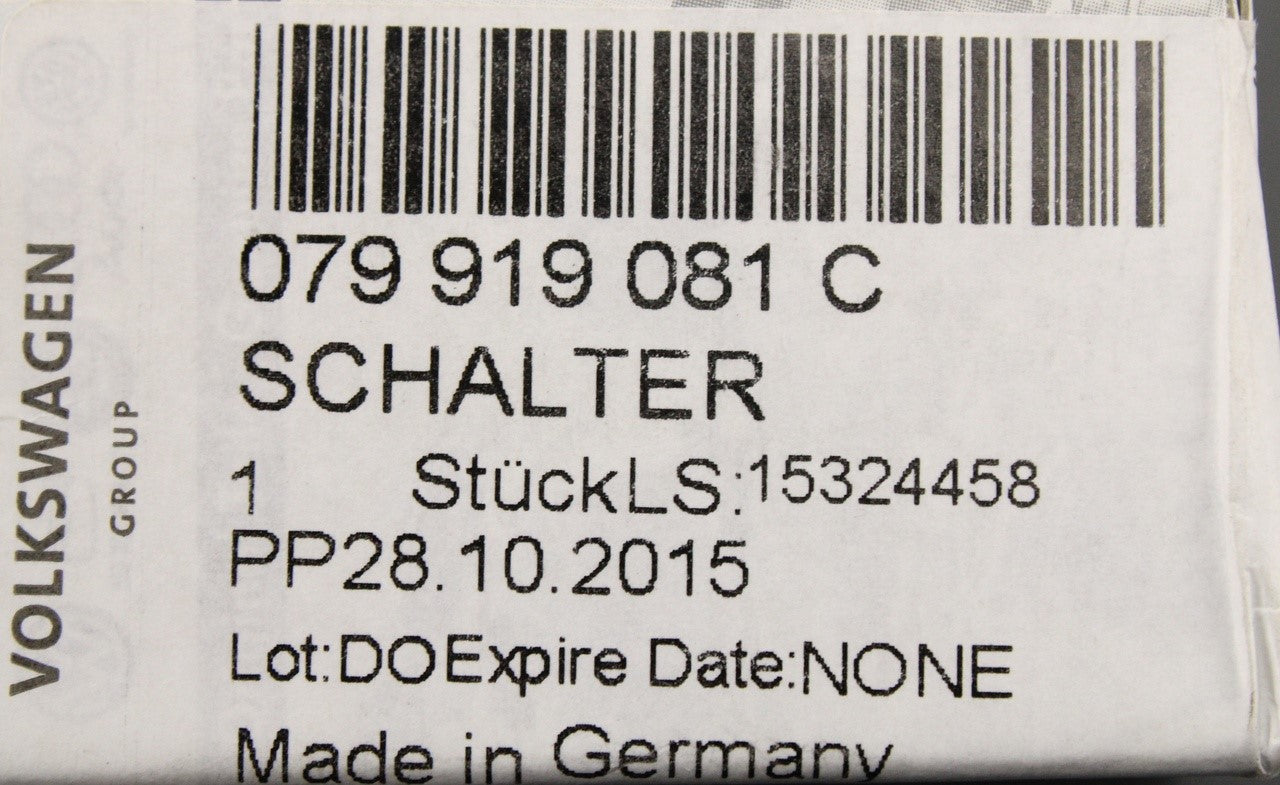 079 919 081 C
SCHALTER
1 StückLS:15324458
PP28.10.2015
Lot:DOExpire Date:NONE
Made in Germany
VOLKSWAGEN
GROUP